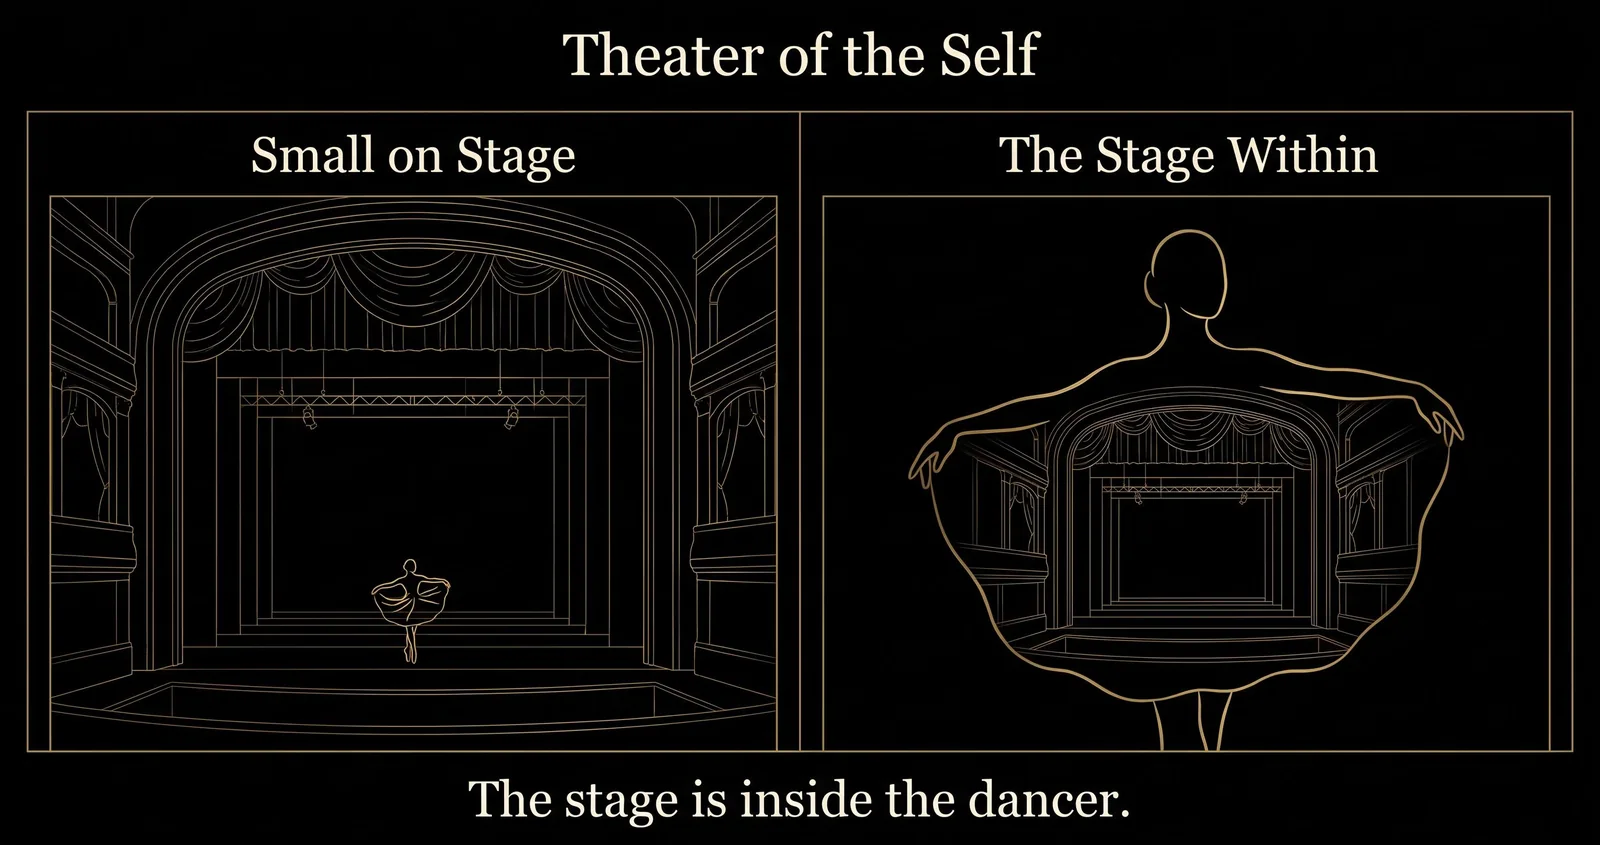 Theater of the Self
Small on Stage
The Stage Within
The stage is inside the dancer.